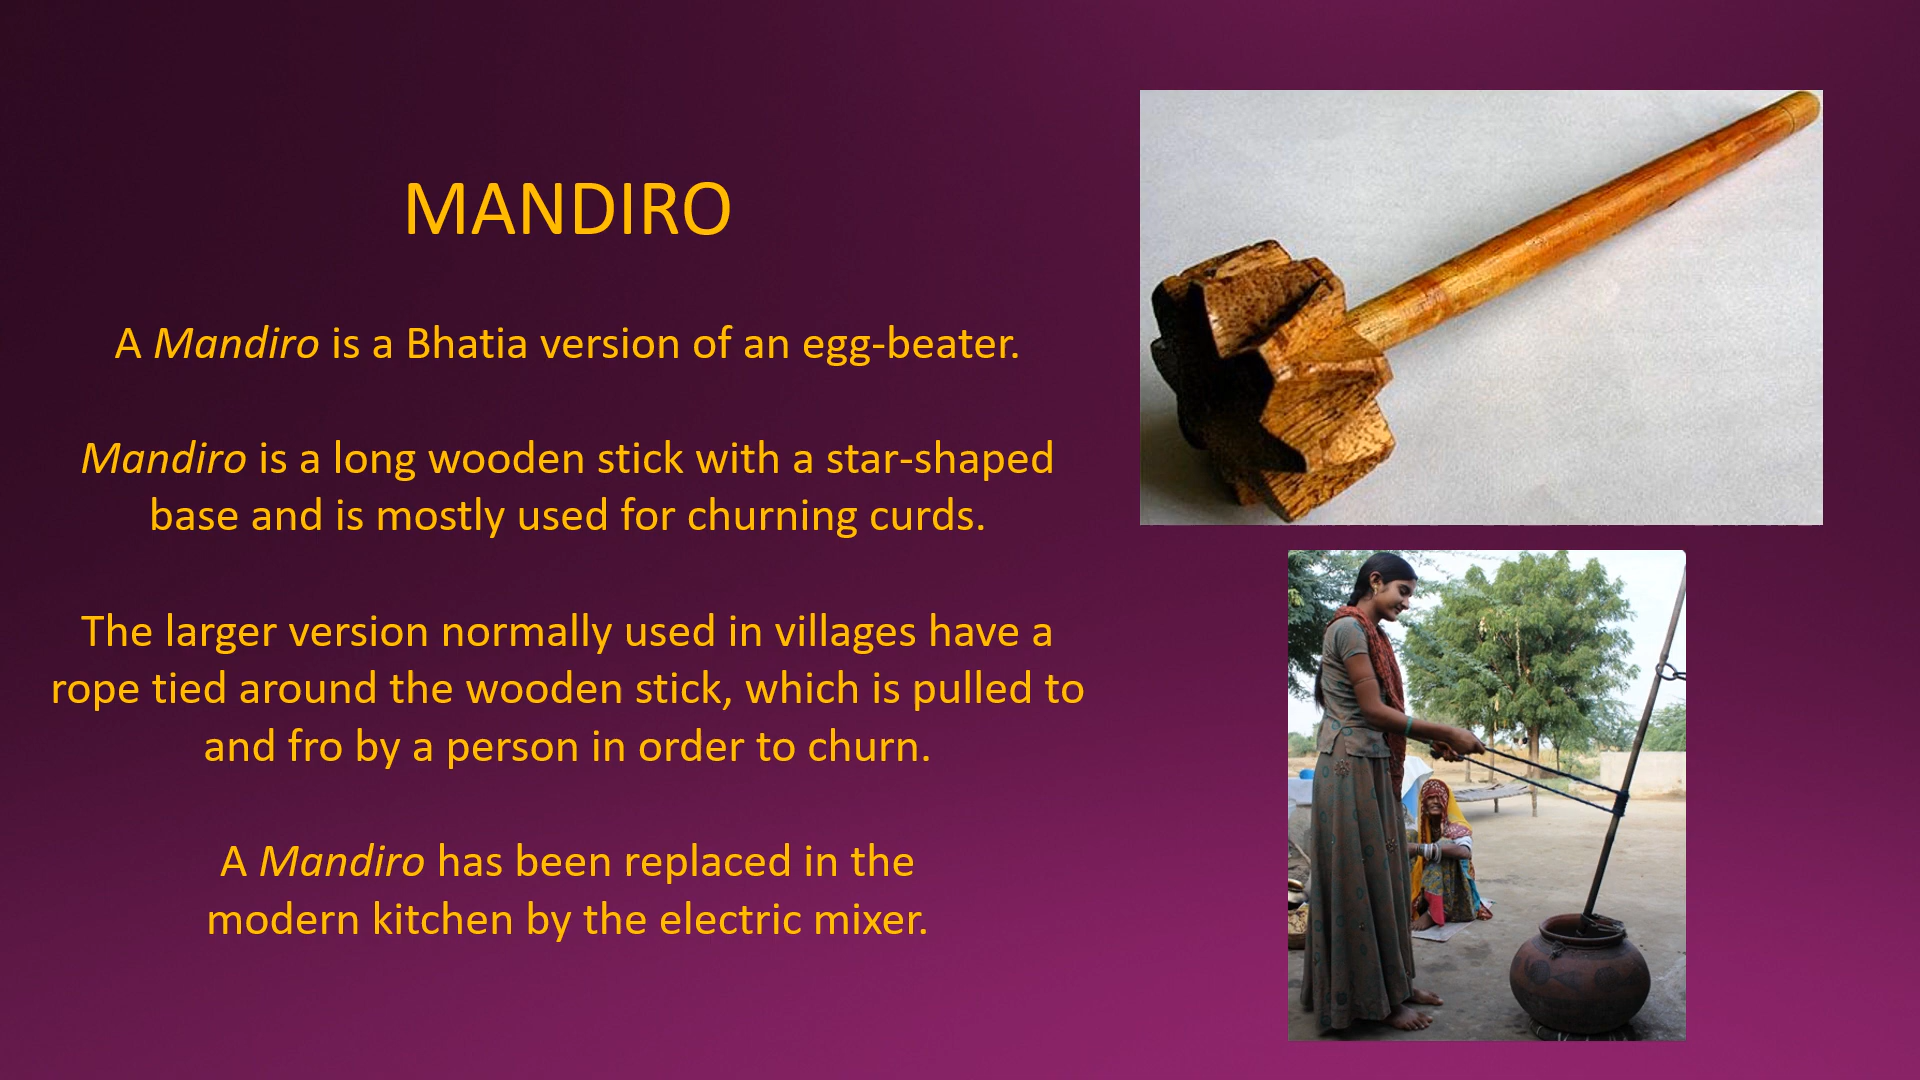 MANDIRO
A Mandiro is a Bhatia version of an egg-beater.
Mandiro is a long wooden stick with a star-shaped
base and is mostly used for churning curds.
The larger version normally used in villages have a
rope tied around the wooden stick, which is pulled to
and fro by a person in order to churn.
A Mandiro has been replaced in the
modern kitchen by the electric mixer.